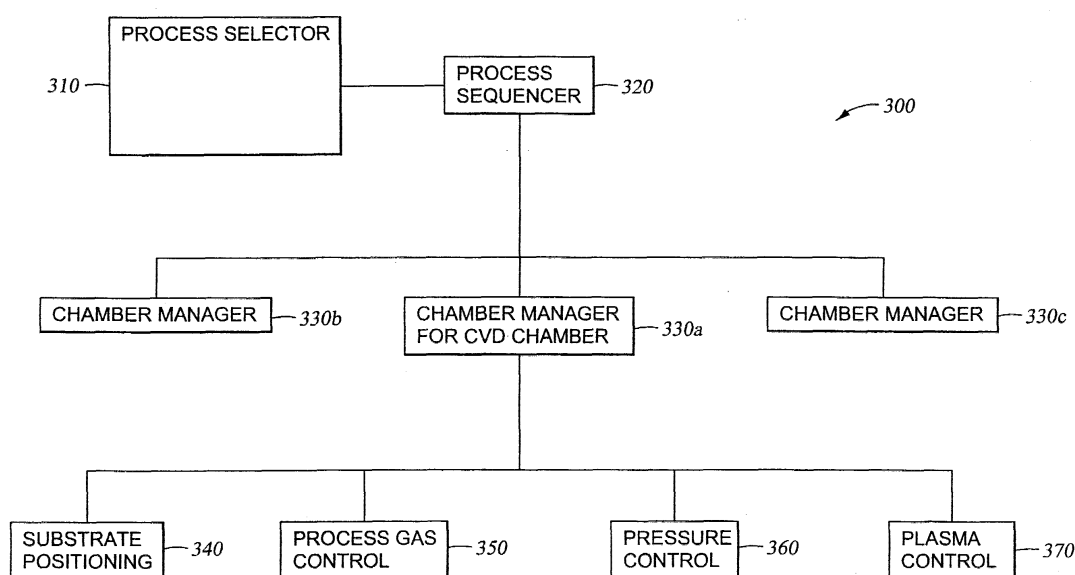 PROCESS SELECTOR
310
PROCESS
SEQUENCER
320
300
CHAMBER MANAGER
330b
CHAMBER MANAGER
FOR CVD CHAMBER
330a
CHAMBER MANAGER
330c
SUBSTRATE
POSITIONING
340
PROCESS GAS
CONTROL
350
PRESSURE
CONTROL
360
PLASMA
CONTROL
370